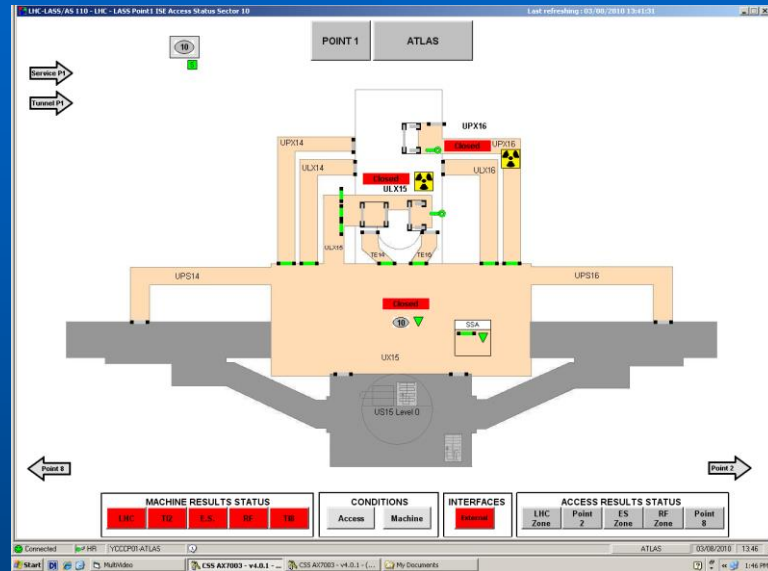 LHC-LASS/AS 110 - LHC - LASS Point1 ISE Access Status Sector 10
Last refreshing : 03/08/2010 13:41:31
10
POINT 1
ATLAS
Service P1
Tunnel P1
UPX16
UPX14
Closed
UPX16
ULX14
ULX16
Closed
ULX15
TE14
TE16
UPS14
UPS16
Closed
10
SSA
UX15
US15 Level 0
Point 8
Point 2
MACHINE RESULTS STATUS
LHC
TI2
E.S.
RF
TI8
CONDITIONS
Access
Machine
INTERFACES
External
ACCESS RESULTS STATUS
LHC Zone
Point 2
ES Zone
RF Zone
Point 8
Connected
HR
YCCCP01-ATLAS
ATLAS
03/08/2010
13:46
Start
MultiVideo
CSS AX7003 - v4.0.1 - ...
CSS AX7003 - v4.0.1 - (...
My Documents
1:46 PM